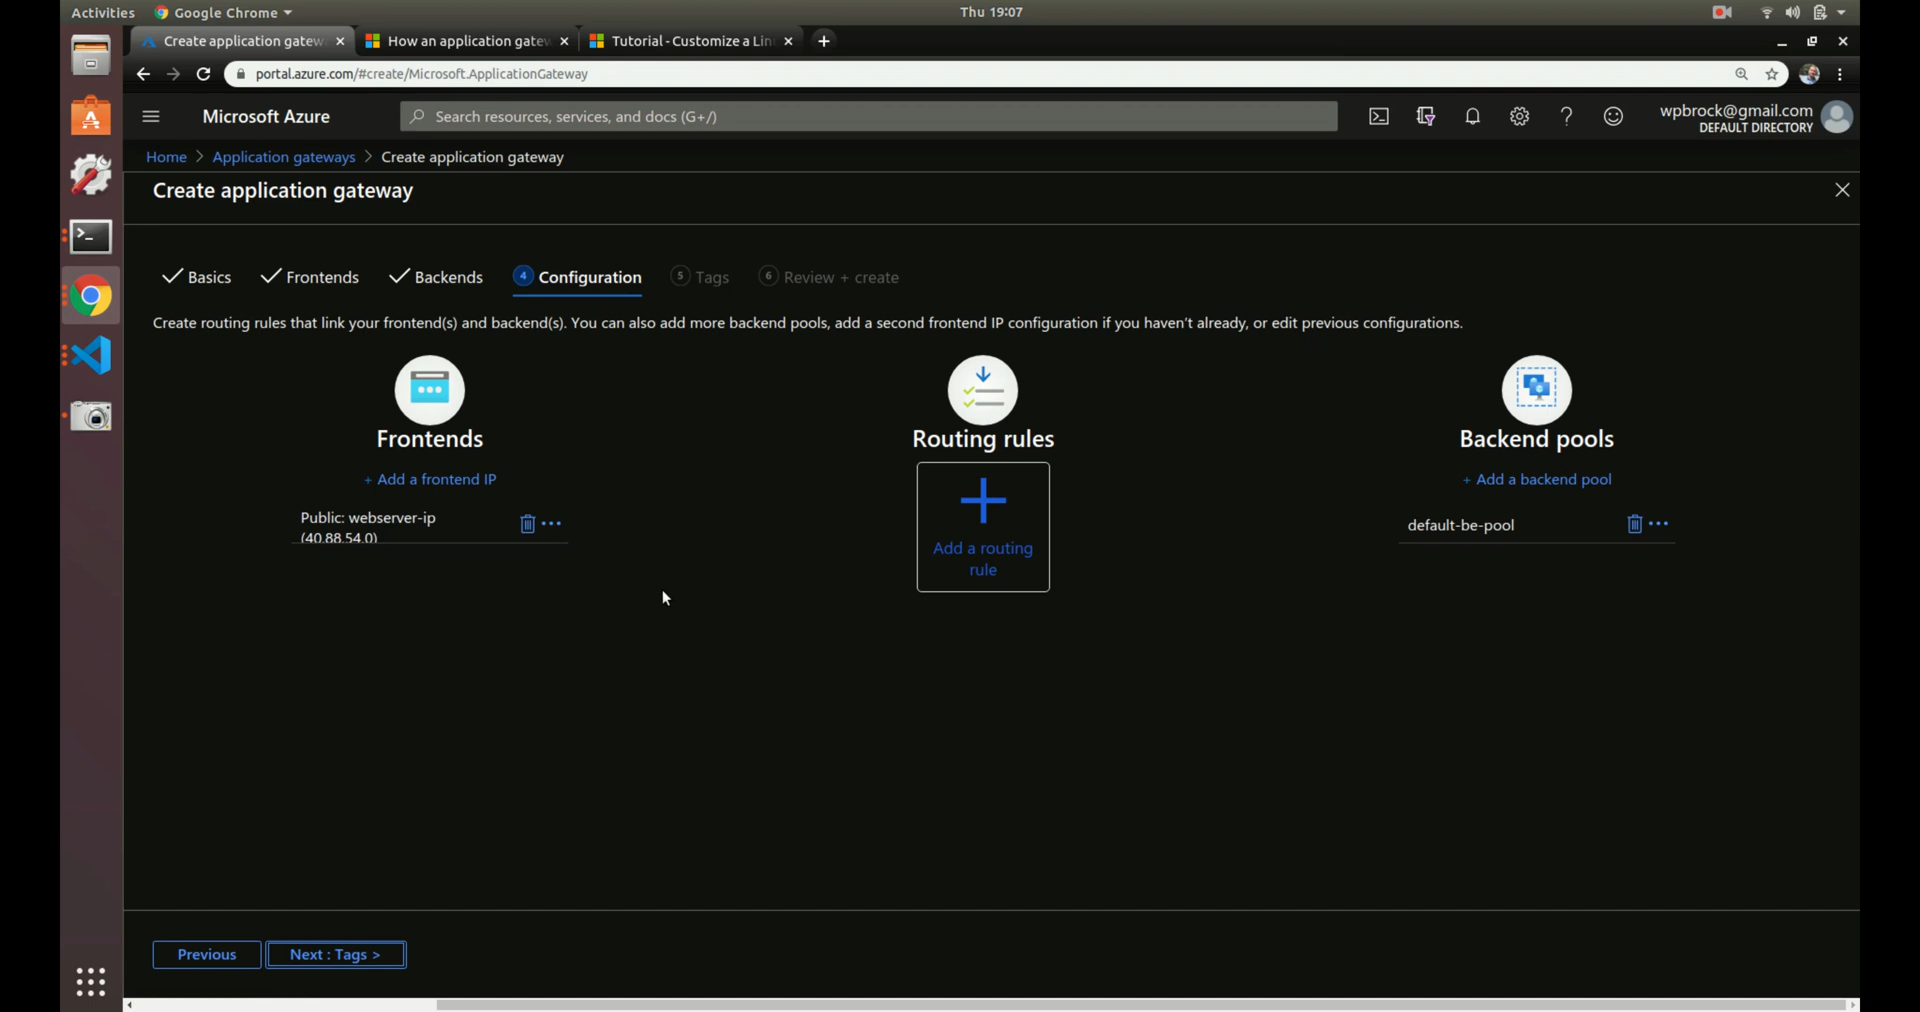 Activities
Google Chrome
Thu 19:07
Create application gatew
How an application gatew
Tutorial - Customize a Lin
portal.azure.com/#create/Microsoft.ApplicationGateway
Microsoft Azure
Search resources, services, and docs (G+/)
wpbrock@gmail.com
DEFAULT DIRECTORY
Home > Application gateways > Create application gateway
Create application gateway
Basics
Frontends
Backends
4 Configuration
5 Tags
6 Review + create
Create routing rules that link your frontend(s) and backend(s). You can also add more backend pools, add a second frontend IP configuration if you haven't already, or edit previous configurations.
Frontends
+ Add a frontend IP
Public: webserver-ip
(40.88.54.0)
Routing rules
Add a routing
rule
Backend pools
+ Add a backend pool
default-be-pool
Previous
Next : Tags >